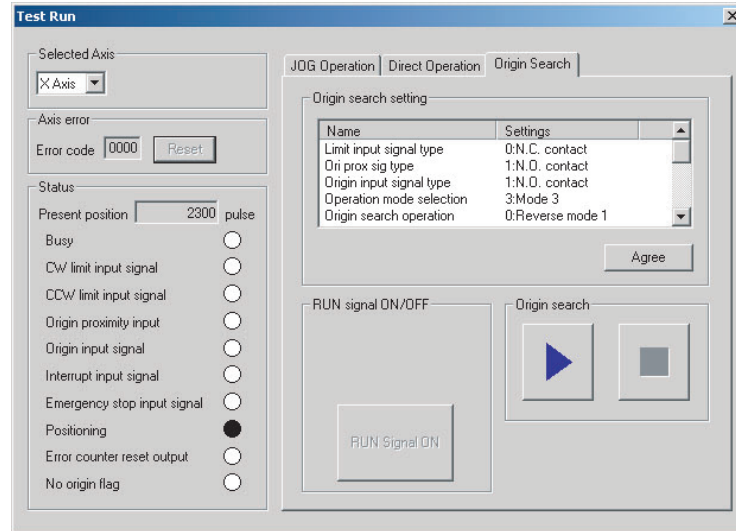 Test Run
Selected Axis
X Axis
Axis error
Error code 0000 Reset
Status
Present position 2300 pulse
Busy
CW limit input signal
CCW limit input signal
Origin proximity input
Origin input signal
Interrupt input signal
Emergency stop input signal
Positioning
Error counter reset output
No origin flag
JOG Operation Direct Operation Origin Search
Origin search setting
Name Settings
Limit input signal type 0:N.C. contact
Ori prox sig type 1:N.O. contact
Origin input signal type 1:N.O. contact
Operation mode selection 3:Mode 3
Origin search operation 0:Reverse mode 1
Agree
RUN signal ON/OFF
RUN Signal ON
Origin search